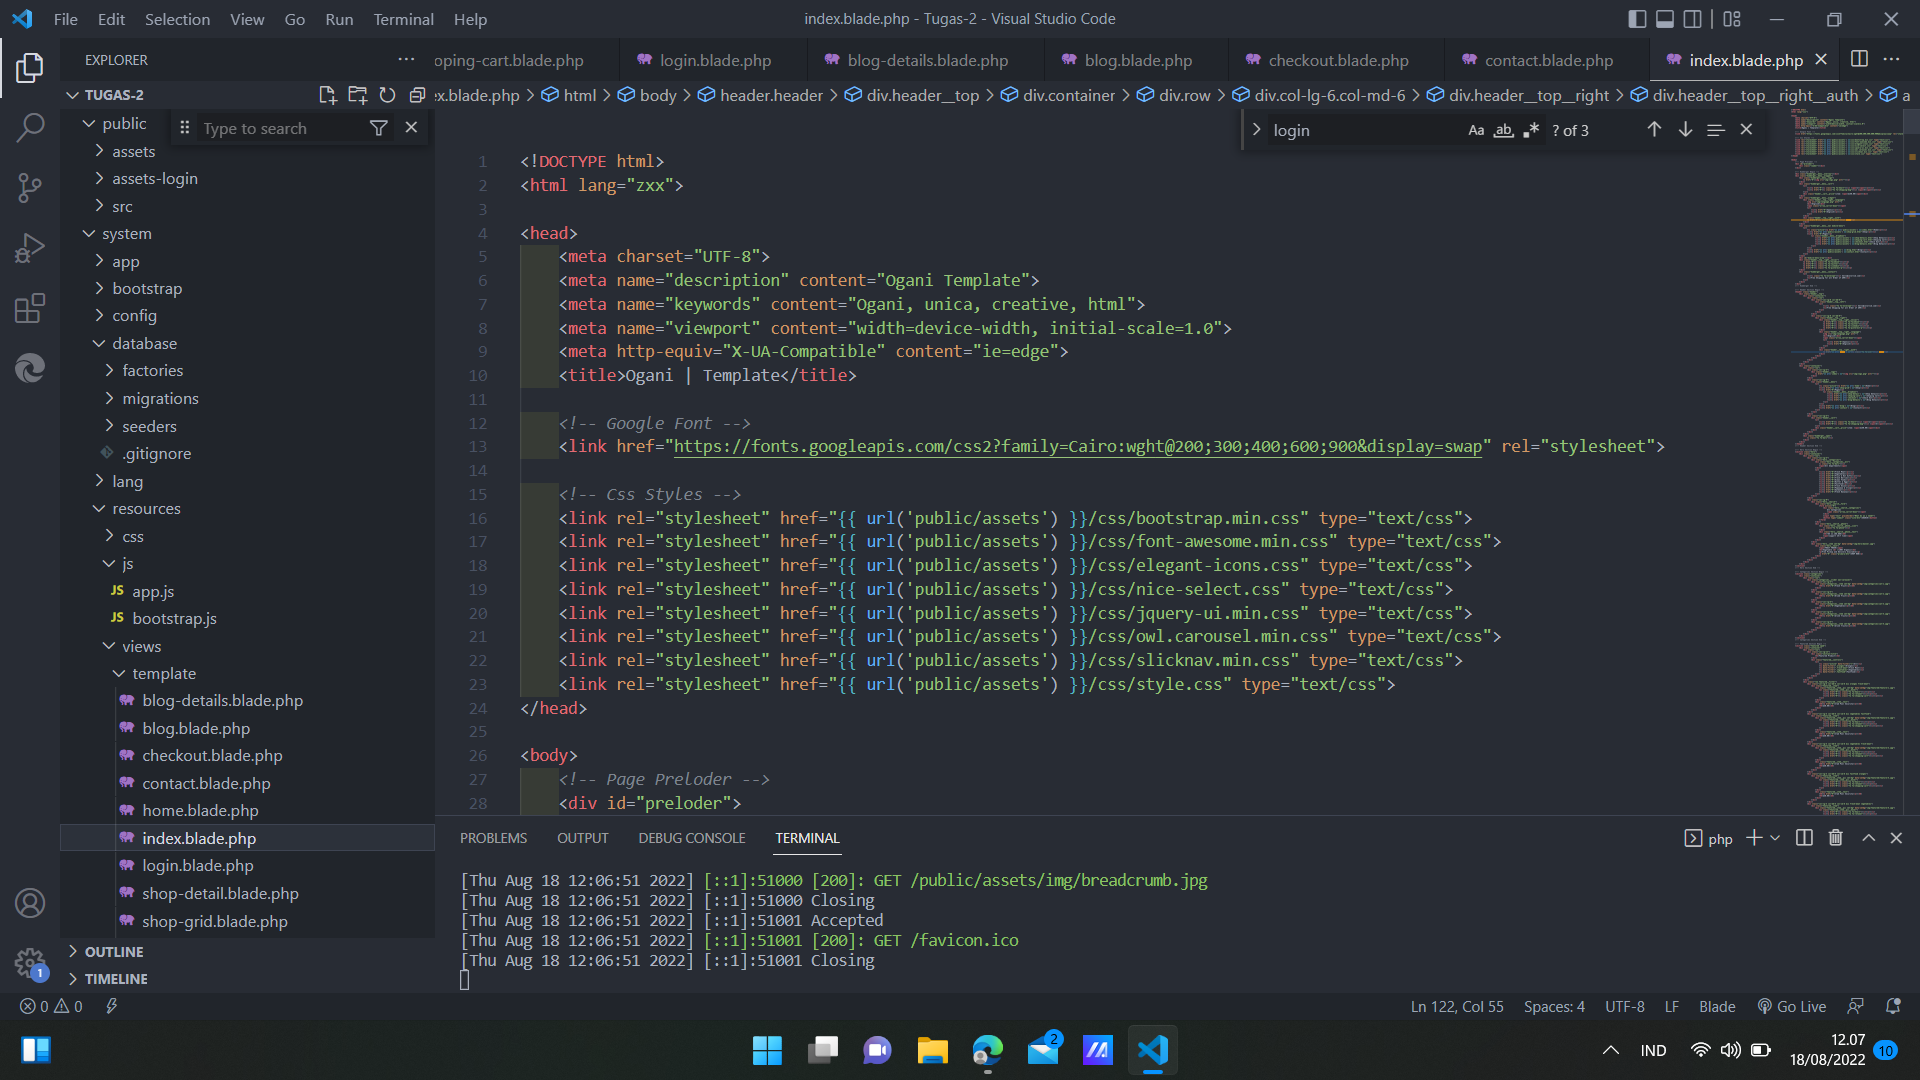 File Edit Selection View Go Run Terminal Help
index.blade.php - Tugas-2 - Visual Studio Code
EXPLORER
oping-cart.blade.php login.blade.php blog-details.blade.php blog.blade.php checkout.blade.php contact.blade.php index.blade.php
TUGAS-2
ex.blade.php > html > body > header.header > div.header__top > div.container > div.row > div.col-lg-6.col-md-6 > div.header__top__right > div.header__top__right__auth > a
Type to search
login
Aa ab ? of 3
public
assets
assets-login
src
system
app
bootstrap
config
database
factories
migrations
seeders
.gitignore
lang
resources
css
js
JS app.js
JS bootstrap.js
views
template
blog-details.blade.php
blog.blade.php
checkout.blade.php
contact.blade.php
home.blade.php
index.blade.php
login.blade.php
shop-detail.blade.php
shop-grid.blade.php
OUTLINE
TIMELINE
1 <!DOCTYPE html>
2 <html lang="zxx">
3
4 <head>
5 <meta charset="UTF-8">
6 <meta name="description" content="Ogani Template">
7 <meta name="keywords" content="Ogani, unica, creative, html">
8 <meta name="viewport" content="width=device-width, initial-scale=1.0">
9 <meta http-equiv="X-UA-Compatible" content="ie=edge">
10 <title>Ogani | Template</title>
11
12 <!-- Google Font -->
13 <link href="https://fonts.googleapis.com/css2?family=Cairo:wght@200;300;400;600;900&display=swap" rel="stylesheet">
14
15 <!-- Css Styles -->
16 <link rel="stylesheet" href="{{ url('public/assets') }}/css/bootstrap.min.css" type="text/css">
17 <link rel="stylesheet" href="{{ url('public/assets') }}/css/font-awesome.min.css" type="text/css">
18 <link rel="stylesheet" href="{{ url('public/assets') }}/css/elegant-icons.css" type="text/css">
19 <link rel="stylesheet" href="{{ url('public/assets') }}/css/nice-select.css" type="text/css">
20 <link rel="stylesheet" href="{{ url('public/assets') }}/css/jquery-ui.min.css" type="text/css">
21 <link rel="stylesheet" href="{{ url('public/assets') }}/css/owl.carousel.min.css" type="text/css">
22 <link rel="stylesheet" href="{{ url('public/assets') }}/css/slicknav.min.css" type="text/css">
23 <link rel="stylesheet" href="{{ url('public/assets') }}/css/style.css" type="text/css">
24 </head>
25
26 <body>
27 <!-- Page Preloder -->
28 <div id="preloder">
PROBLEMS OUTPUT DEBUG CONSOLE TERMINAL
php
[Thu Aug 18 12:06:51 2022] [::1]:51000 [200]: GET /public/assets/img/breadcrumb.jpg
[Thu Aug 18 12:06:51 2022] [::1]:51000 Closing
[Thu Aug 18 12:06:51 2022] [::1]:51001 Accepted
[Thu Aug 18 12:06:51 2022] [::1]:51001 [200]: GET /favicon.ico
[Thu Aug 18 12:06:51 2022] [::1]:51001 Closing
1
0 0
Ln 122, Col 55 Spaces: 4 UTF-8 LF Blade Go Live
2
IND
12.07
18/08/2022
10